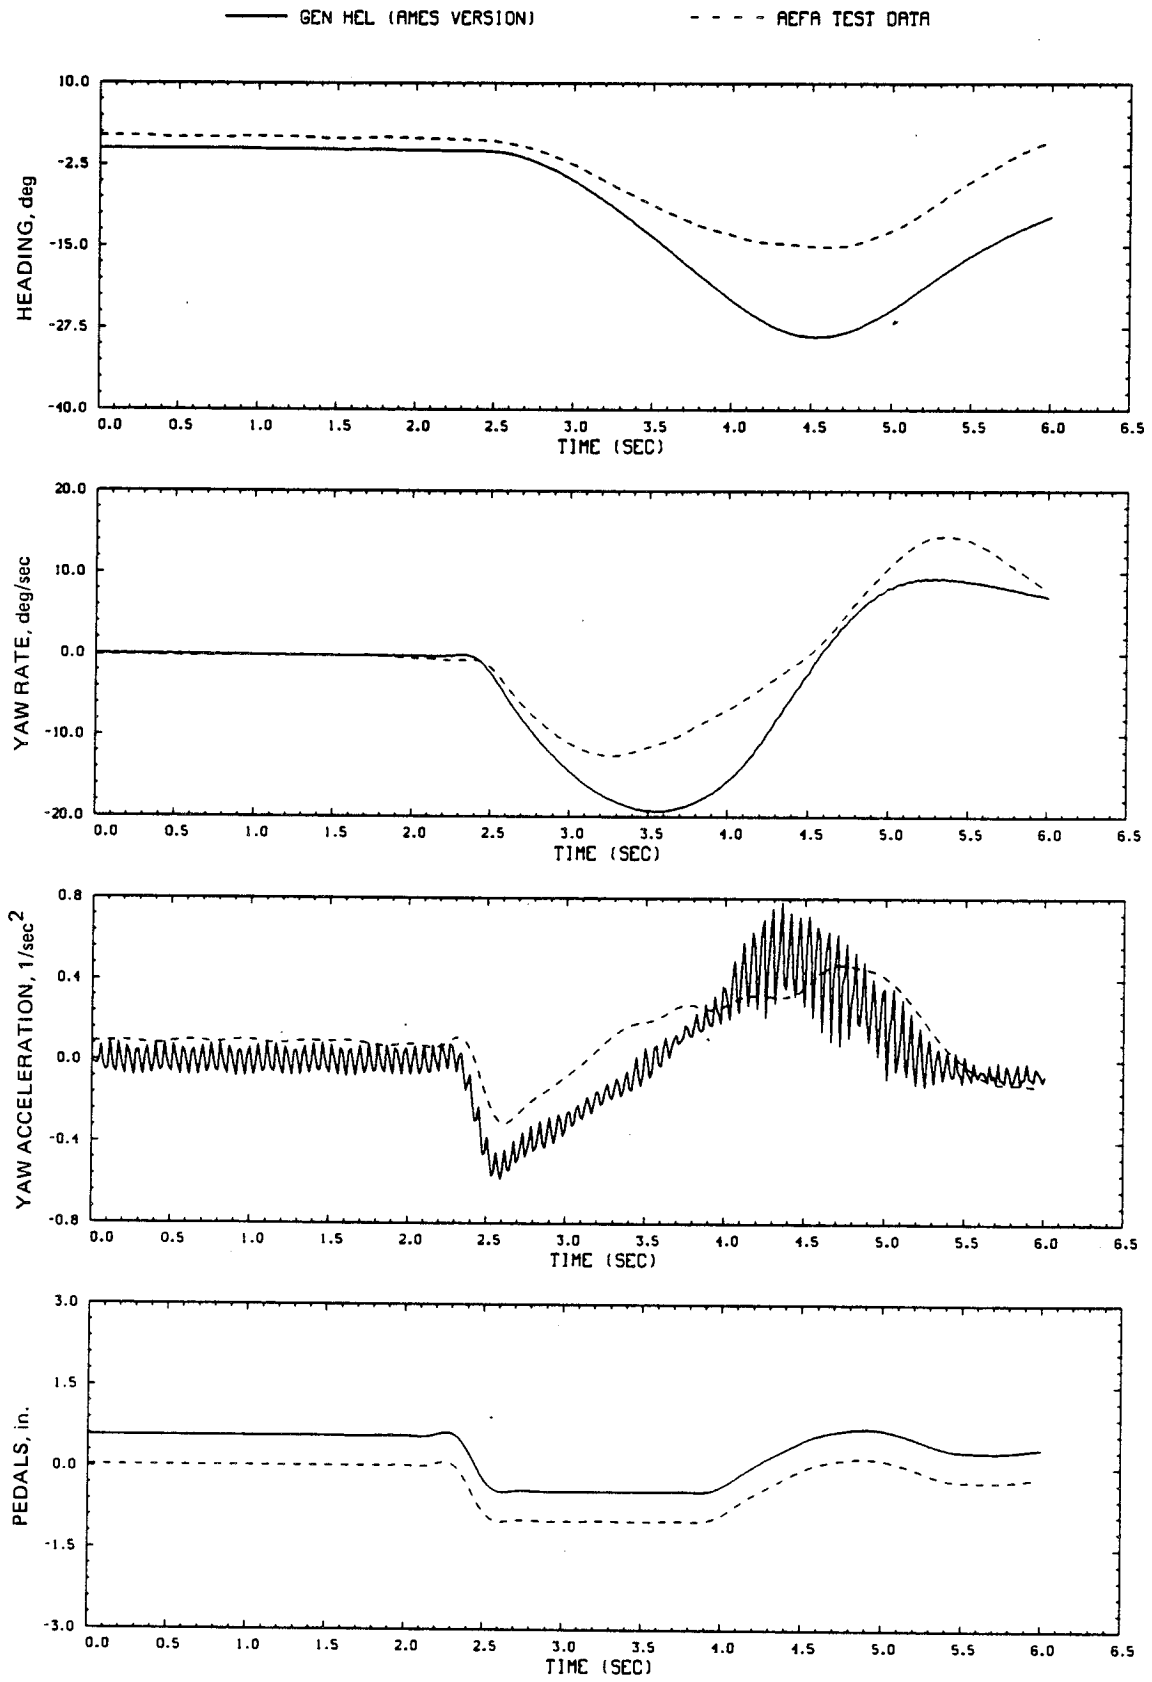 GEN HEL (AMES VERSION)
AEFA TEST DATA
HEADING, deg
10.0
-2.5
-15.0
-27.5
-40.0
0.0 0.5 1.0 1.5 2.0 2.5 3.0 3.5 4.0 4.5 5.0 5.5 6.0 6.5
TIME (SEC)
YAW RATE, deg/sec
20.0
10.0
0.0
-10.0
-20.0
0.0 0.5 1.0 1.5 2.0 2.5 3.0 3.5 4.0 4.5 5.0 5.5 6.0 6.5
TIME (SEC)
YAW ACCELERATION, 1/sec²
0.8
0.4
0.0
-0.4
-0.8
0.0 0.5 1.0 1.5 2.0 2.5 3.0 3.5 4.0 4.5 5.0 5.5 6.0 6.5
TIME (SEC)
PEDALS, in.
3.0
1.5
0.0
-1.5
-3.0
0.0 0.5 1.0 1.5 2.0 2.5 3.0 3.5 4.0 4.5 5.0 5.5 6.0 6.5
TIME (SEC)